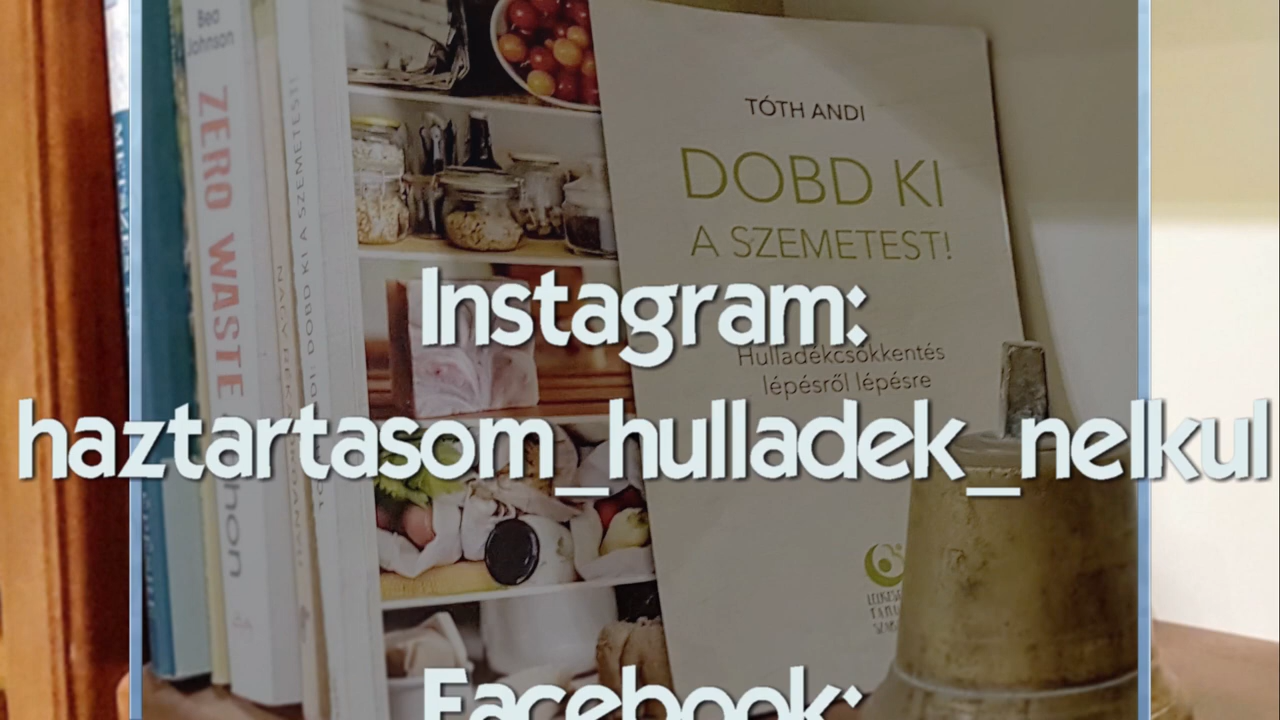 Bea
Johnson
ZERO WASTE
DOBD KI A SZEMETEST!
TÓTH ANDI
DOBD KI
A SZEMETEST!
Hulladékcsökkentés
lépésről lépésre
Instagram:
haztartasom_hulladek_nelkul
Facebook: